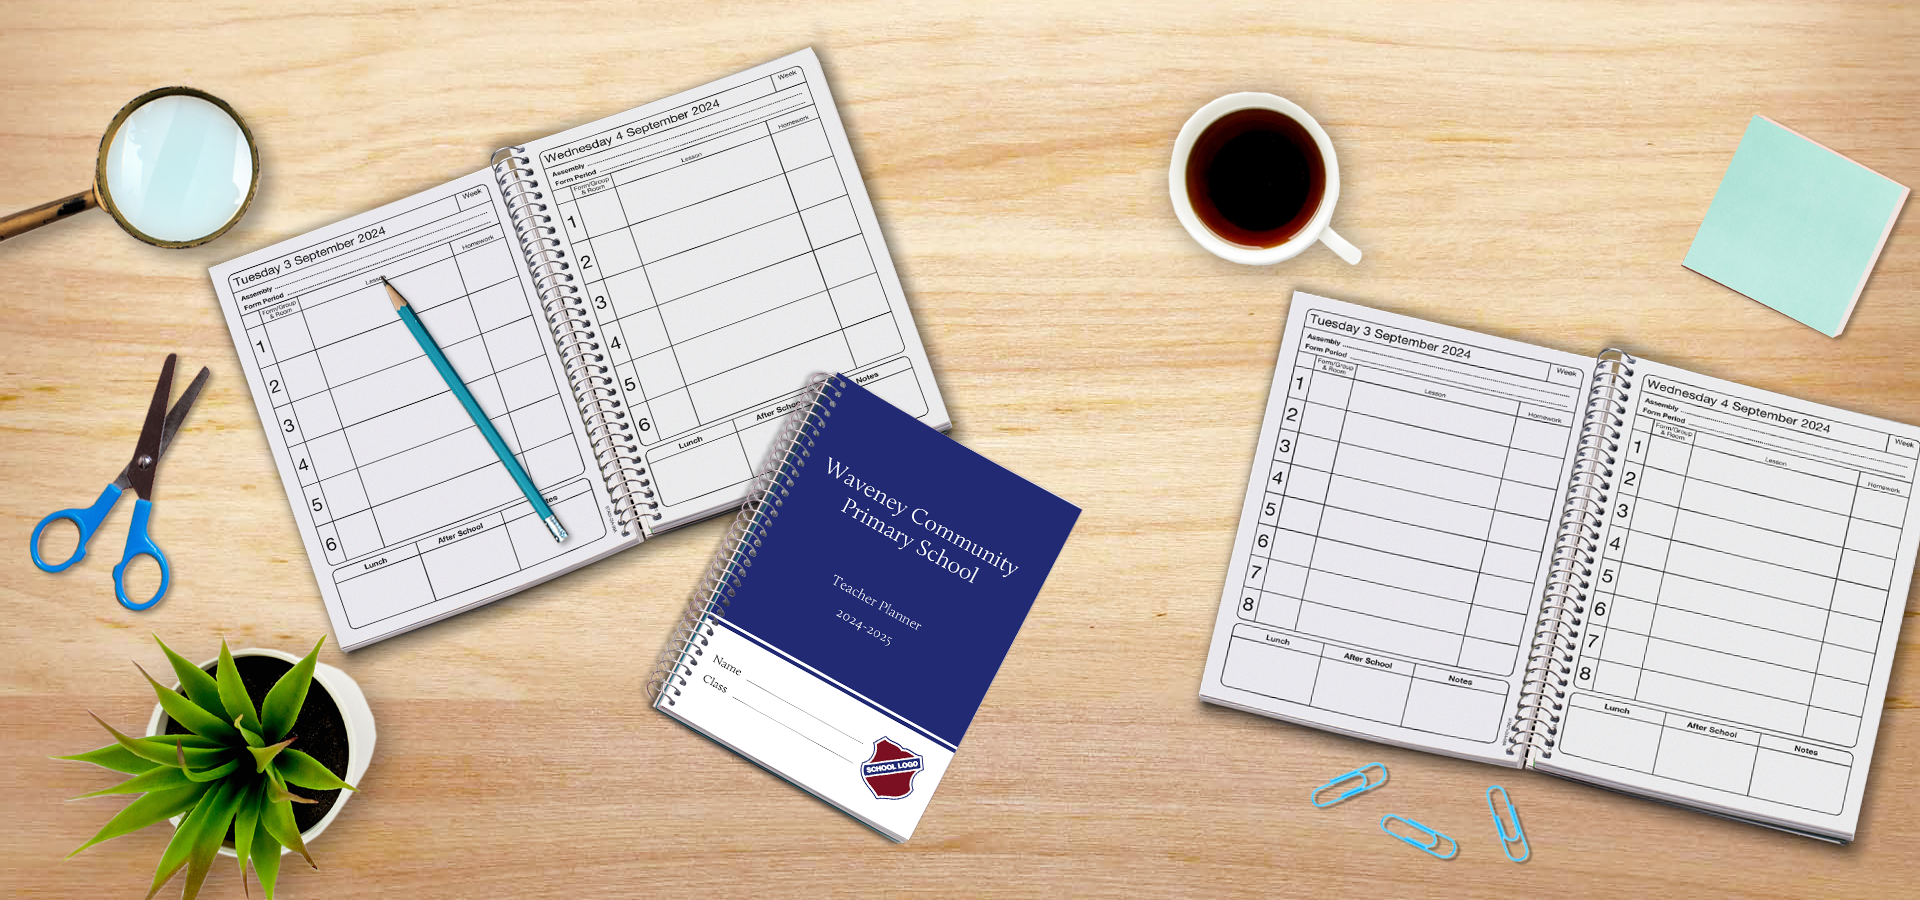 Tuesday 3 September 2024
Week
Assembly
Form Period
Form/Group
& Room
Lesson
Homework
1
2
3
4
5
6
Lunch
After School
Notes
Wednesday 4 September 2024
Week
Assembly
Form Period
Form/Group
& Room
Lesson
Homework
1
2
3
4
5
6
Lunch
After School
Notes
Waveney Community
Primary School
Teacher Planner
2024-2025
Name
Class
SCHOOL LOGO
Tuesday 3 September 2024
Week
Assembly
Form Period
Form/Group
& Room
Lesson
Homework
1
2
3
4
5
6
7
8
Lunch
After School
Notes
Wednesday 4 September 2024
Week
Assembly
Form Period
Form/Group
& Room
Lesson
Homework
1
2
3
4
5
6
7
8
Lunch
After School
Notes